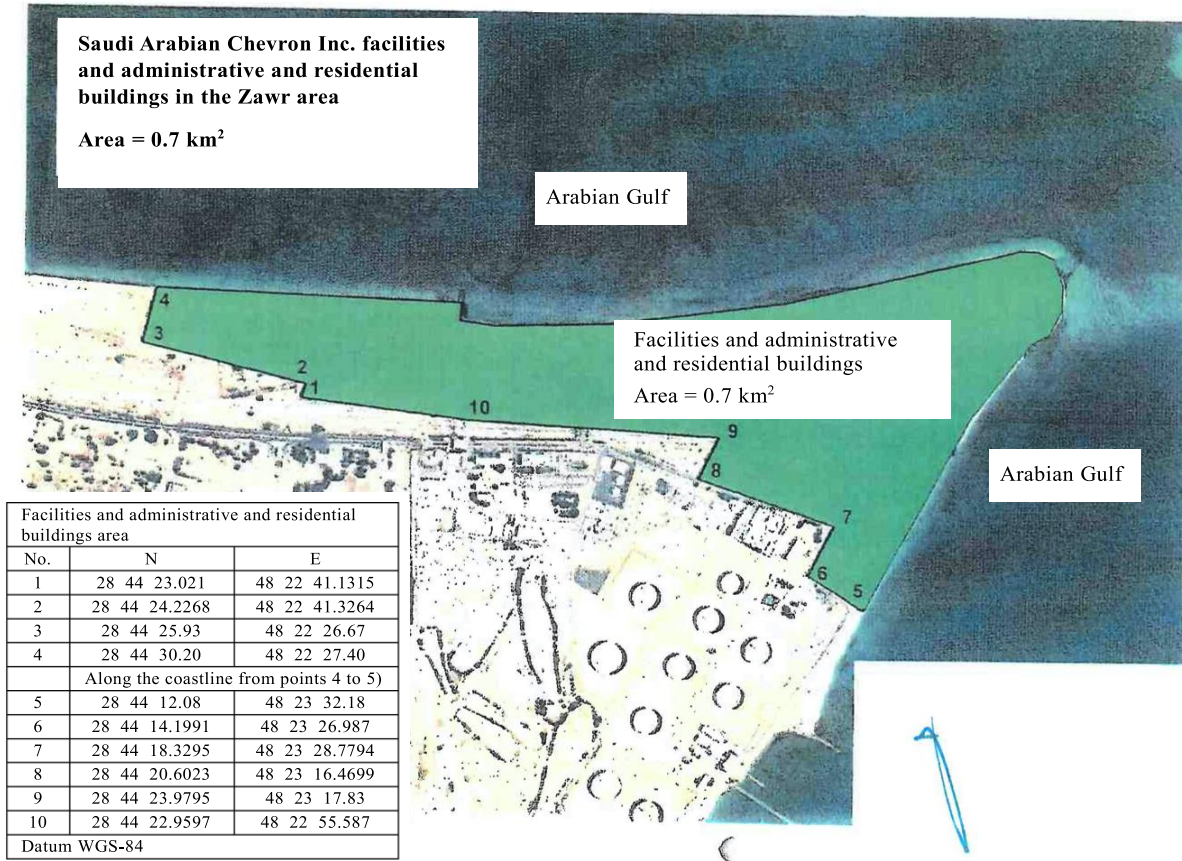 Saudi Arabian Chevron Inc. facilities
and administrative and residential
buildings in the Zawr area
Area = 0.7 km²
Arabian Gulf
Facilities and administrative
and residential buildings
Area = 0.7 km²
Arabian Gulf
4
3
2
1
10
9
8
7
6
5
Facilities and administrative and residential
buildings area
No. N E
1 28 44 23.021 48 22 41.1315
2 28 44 24.2268 48 22 41.3264
3 28 44 25.93 48 22 26.67
4 28 44 30.20 48 22 27.40
Along the coastline from points 4 to 5)
5 28 44 12.08 48 23 32.18
6 28 44 14.1991 48 23 26.987
7 28 44 18.3295 48 23 28.7794
8 28 44 20.6023 48 23 16.4699
9 28 44 23.9795 48 23 17.83
10 28 44 22.9597 48 22 55.587
Datum WGS-84